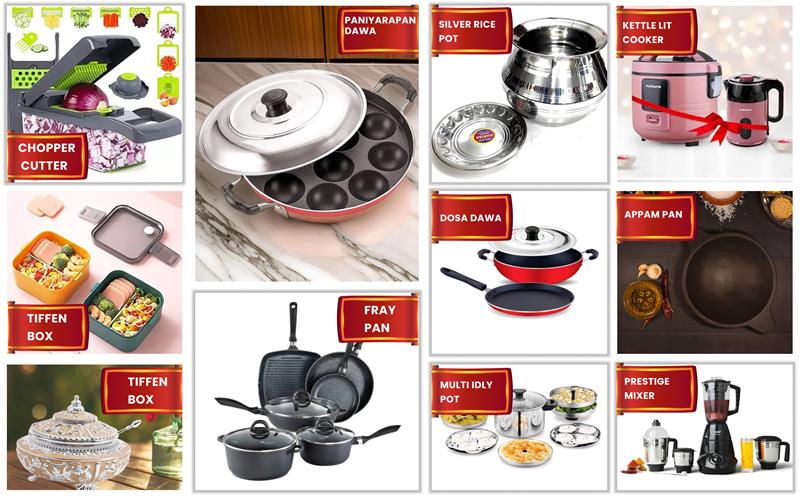 CHOPPER
CUTTER
PANIYARAPAN
DAWA
SILVER RICE
POT
KETTLE LIT
COOKER
TIFFEN
BOX
DOSA DAWA
APPAM PAN
FRAY
PAN
TIFFEN
BOX
MULTI IDLY
POT
PRESTIGE
MIXER